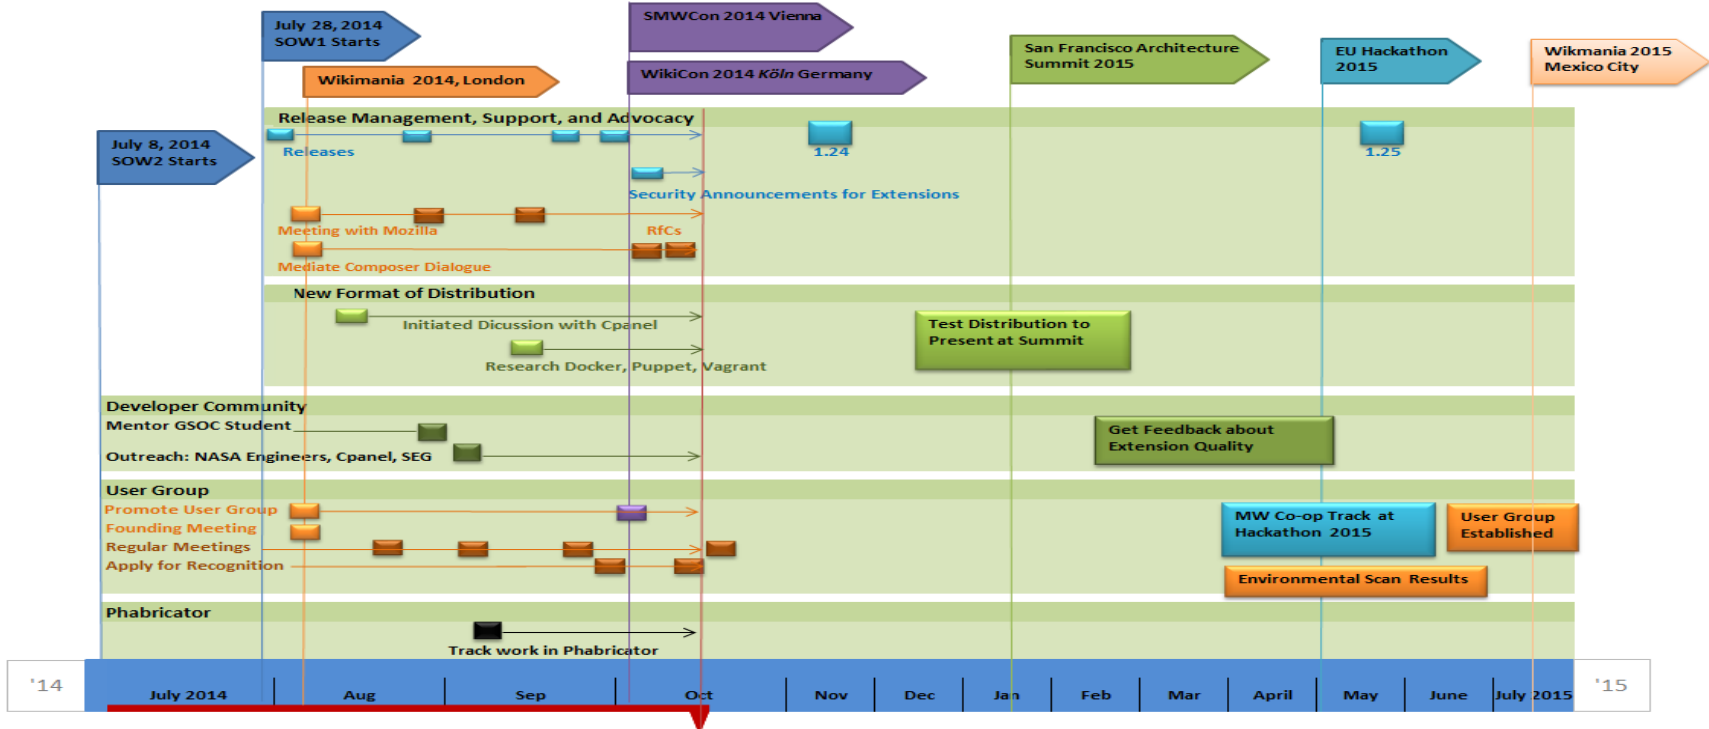 July 28, 2014
SOW1 Starts
SMWCon 2014 Vienna
San Francisco Architecture
Summit 2015
EU Hackathon
2015
Wikmania 2015
Mexico City
Wikimania 2014, London
WikiCon 2014 Köln Germany
July 8, 2014
SOW2 Starts
Release Management, Support, and Advocacy
Releases
1.24
1.25
Security Announcements for Extensions
Meeting with Mozilla
RfCs
Mediate Composer Dialogue
New Format of Distribution
Initiated Dicussion with Cpanel
Test Distribution to
Present at Summit
Research Docker, Puppet, Vagrant
Developer Community
Mentor GSOC Student
Outreach: NASA Engineers, Cpanel, SEG
Get Feedback about
Extension Quality
User Group
Promote User Group
Founding Meeting
Regular Meetings
Apply for Recognition
MW Co-op Track at
Hackathon 2015
User Group
Established
Environmental Scan Results
Phabricator
Track work in Phabricator
'14
July 2014
Aug
Sep
Oct
Nov
Dec
Jan
Feb
Mar
April
May
June
July 2015
'15